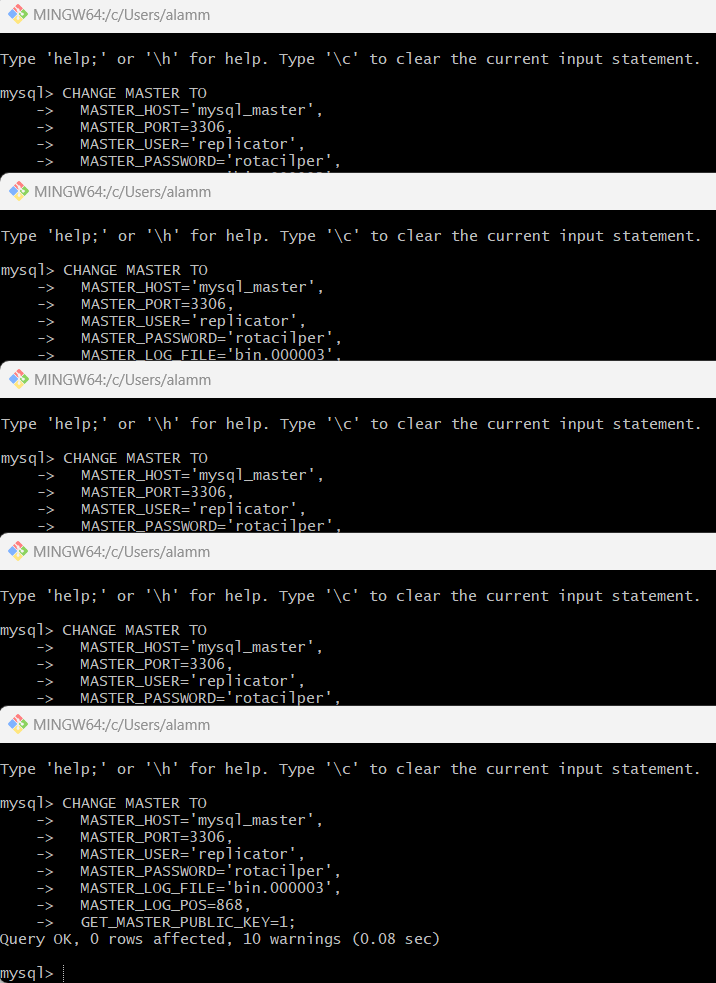 MINGW64:/c/Users/alamm
Type 'help;' or '\h' for help. Type '\c' to clear the current input statement.
mysql> CHANGE MASTER TO
    ->   MASTER_HOST='mysql_master',
    ->   MASTER_PORT=3306,
    ->   MASTER_USER='replicator',
    ->   MASTER_PASSWORD='rotacilper',
MINGW64:/c/Users/alamm
Type 'help;' or '\h' for help. Type '\c' to clear the current input statement.
mysql> CHANGE MASTER TO
    ->   MASTER_HOST='mysql_master',
    ->   MASTER_PORT=3306,
    ->   MASTER_USER='replicator',
    ->   MASTER_PASSWORD='rotacilper',
    ->   MASTER_LOG_FILE='bin.000003',
MINGW64:/c/Users/alamm
Type 'help;' or '\h' for help. Type '\c' to clear the current input statement.
mysql> CHANGE MASTER TO
    ->   MASTER_HOST='mysql_master',
    ->   MASTER_PORT=3306,
    ->   MASTER_USER='replicator',
    ->   MASTER_PASSWORD='rotacilper',
MINGW64:/c/Users/alamm
Type 'help;' or '\h' for help. Type '\c' to clear the current input statement.
mysql> CHANGE MASTER TO
    ->   MASTER_HOST='mysql_master',
    ->   MASTER_PORT=3306,
    ->   MASTER_USER='replicator',
    ->   MASTER_PASSWORD='rotacilper',
MINGW64:/c/Users/alamm
Type 'help;' or '\h' for help. Type '\c' to clear the current input statement.
mysql> CHANGE MASTER TO
    ->   MASTER_HOST='mysql_master',
    ->   MASTER_PORT=3306,
    ->   MASTER_USER='replicator',
    ->   MASTER_PASSWORD='rotacilper',
    ->   MASTER_LOG_FILE='bin.000003',
    ->   MASTER_LOG_POS=868,
    ->   GET_MASTER_PUBLIC_KEY=1;
Query OK, 0 rows affected, 10 warnings (0.08 sec)
mysql>